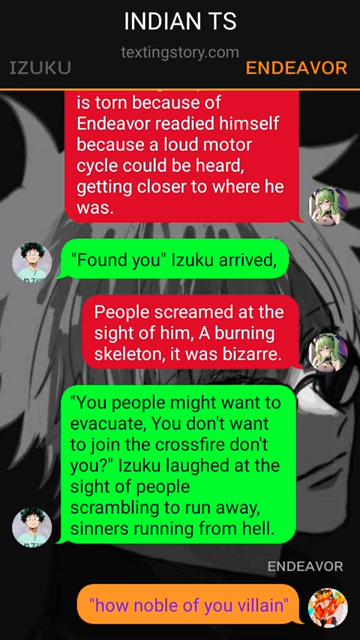 INDIAN TS
textingstory.com
IZUKU
ENDEAVOR
is torn because of
Endeavor readied himself
because a loud motor
cycle could be heard,
getting closer to where he
was.
"Found you" Izuku arrived,
People screamed at the
sight of him, A burning
skeleton, it was bizarre.
"You people might want to
evacuate, You don't want
to join the crossfire don't
you?" Izuku laughed at the
sight of people
scrambling to run away,
sinners running from hell.
ENDEAVOR
"how noble of you villain"